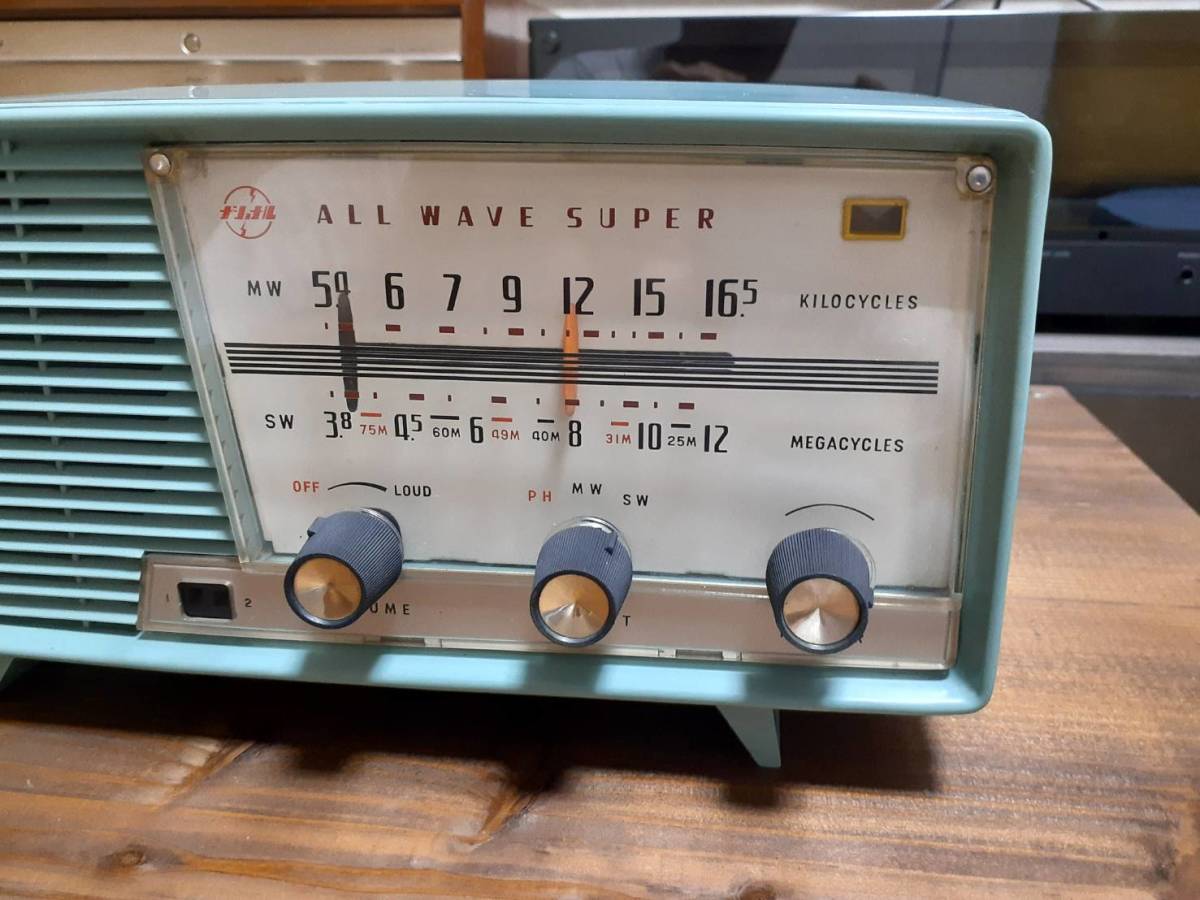 ナショナル ALL WAVE SUPER
MW 6 7 9 12 15 16.5 KILOCYCLES
SW 3.8 75M 4.5 60M 6 49M 40M 8 31M 10 25M 12 MEGACYCLES
OFF LOUD PH MW SW
1 2 UME T